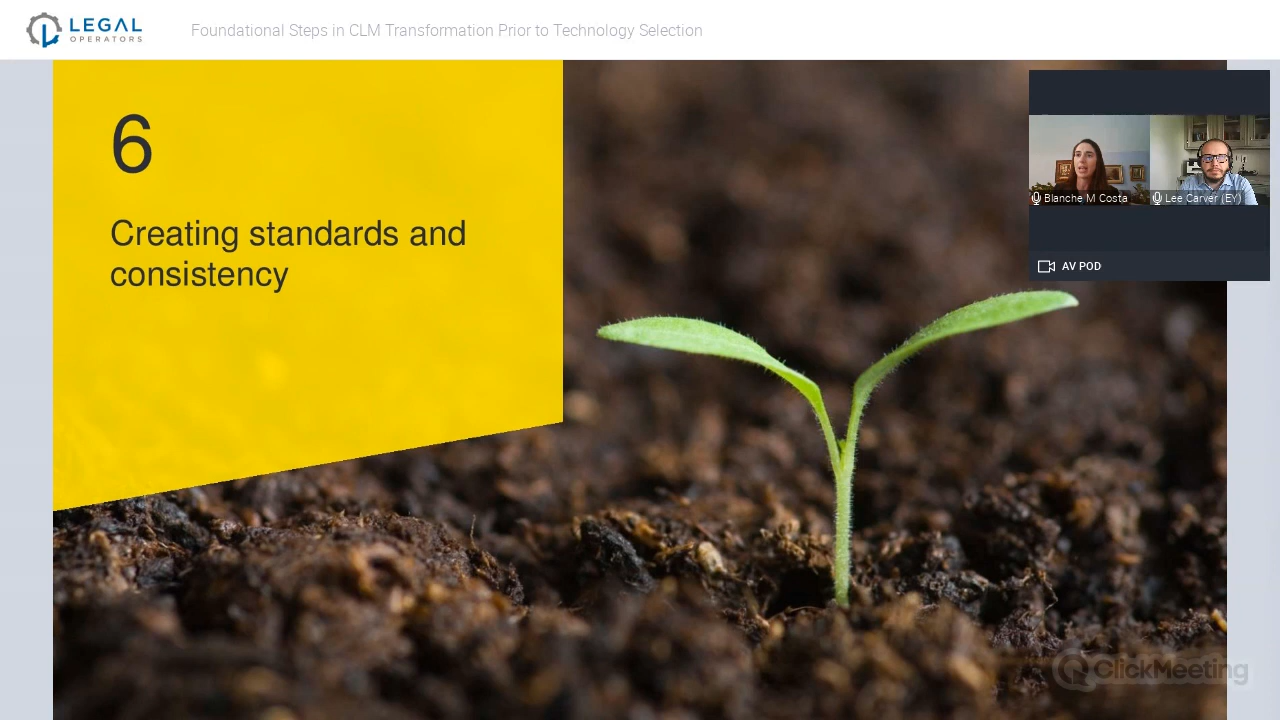 LEGAL
OPERATORS
Foundational Steps in CLM Transformation Prior to Technology Selection
6
Creating standards and
consistency
Blanche M Costa
Lee Carver (EY)
AV POD
ClickMeeting